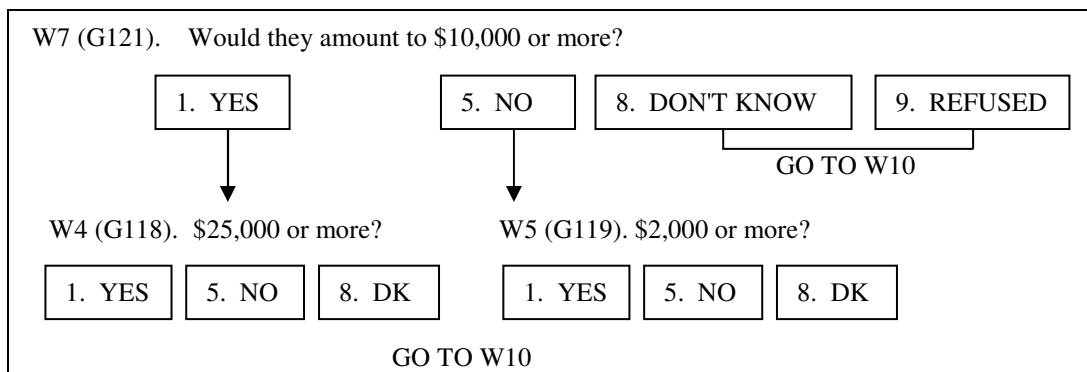 W7 (G121). Would they amount to $10,000 or more?
1. YES 5. NO 8. DON'T KNOW 9. REFUSED
GO TO W10
W4 (G118). $25,000 or more? W5 (G119). $2,000 or more?
1. YES 5. NO 8. DK 1. YES 5. NO 8. DK
GO TO W10